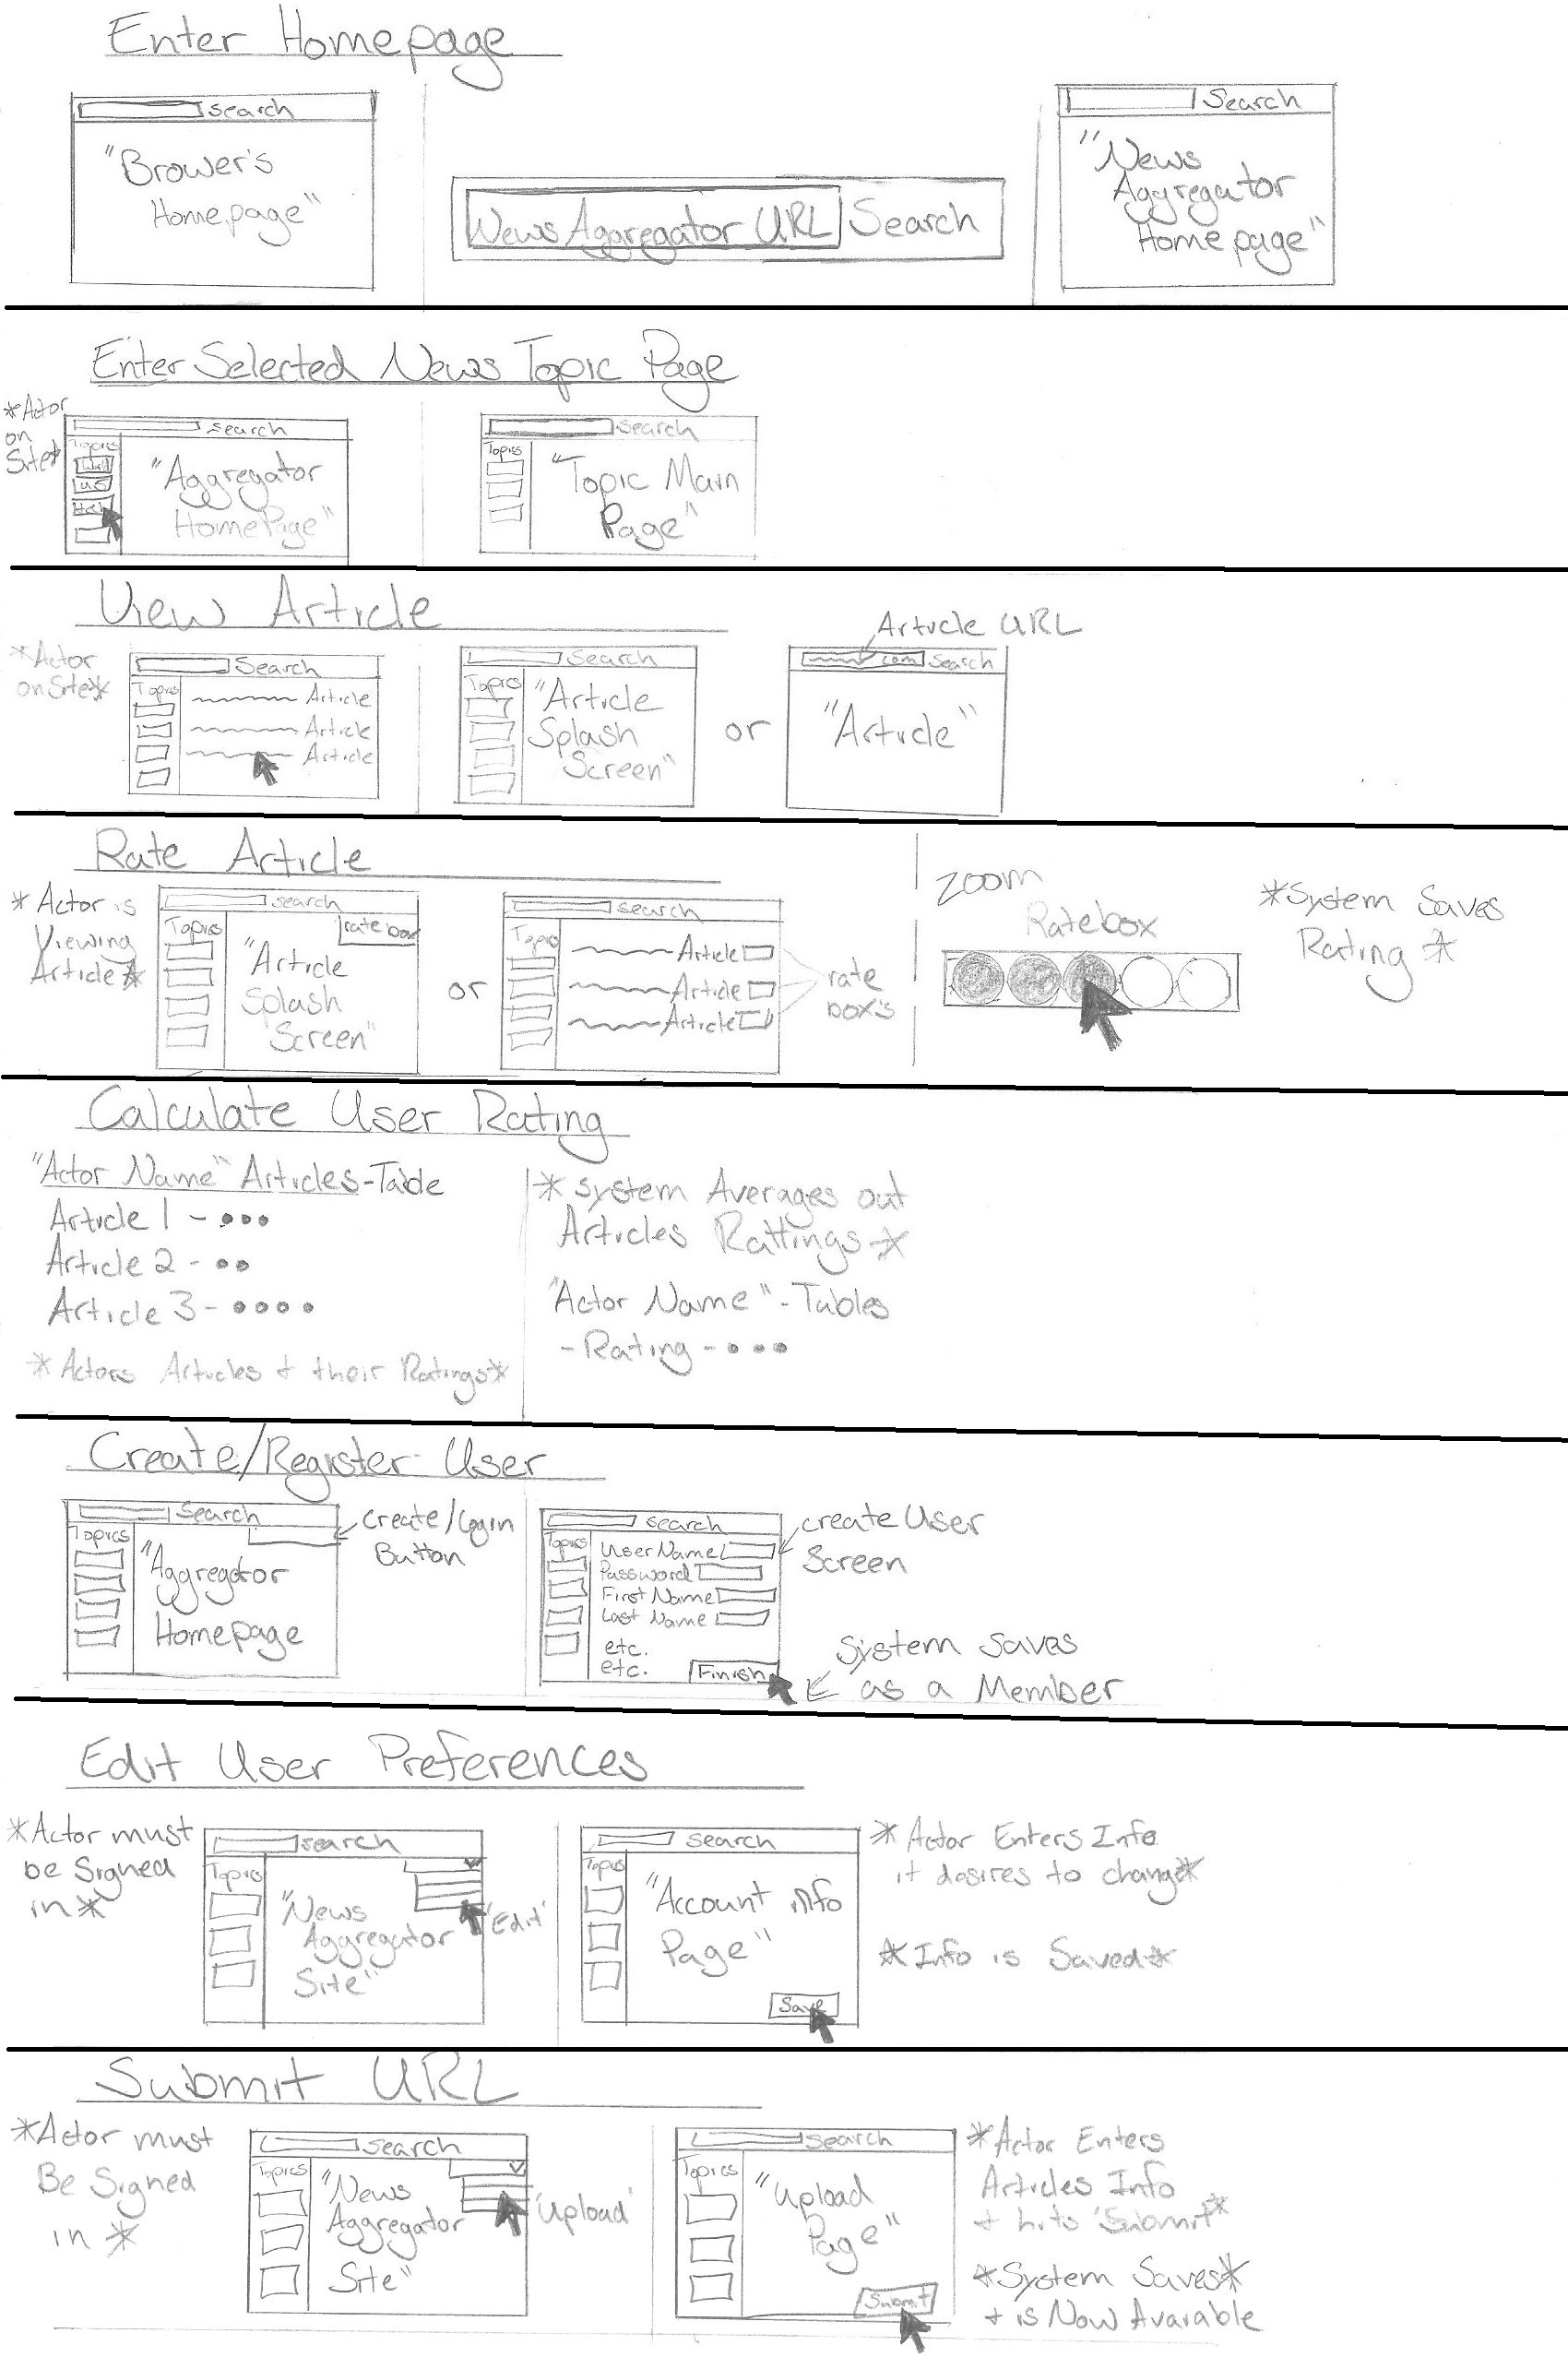 Enter Homepage
Search
"Brower's
Homepage"
News Aggregator URL Search
Search
"News
Aggregator
Homepage"
Enter Selected News Topic Page
*Actor
on
Site*
Search
Topics
US
"Aggregator
HomePage"
Search
Topics
"Topic Main
Page"
View Article
*Actor
on Site*
Search
Topics
Article
Article
Article
Search
Topics
"Article
Splash
Screen"
or
Article URL
.com Search
"Article"
Rate Article
* Actor is
Viewing
Article *
Search
Topics
rate box
"Article
Splash
Screen"
or
Search
Topic
Article
Article
Article
rate
box's
zoom
Ratebox
*System Saves
Rating *
Calculate User Rating
"Actor Name" Articles-Table
Article 1 - •••
Article 2 - ••
Article 3 - ••••
* Actors Articles + their Ratings*
* System Averages out
Articles Rattings *
"Actor Name" - Tables
- Rating - •••
Create/Register User
Search
Topics
"Aggregator
Homepage
Create/Login
Button
Search
Topics
UserName
Password
First Name
Last Name
etc.
etc.
Finish
create User
Screen
System Saves
as a Member
Edit User Preferences
*Actor must
be Signed
in *
Search
Topics
"News
Aggregator
Site"
'Edit'
Search
Topics
"Account info
Page"
Save
* Actor Enters Info
it desires to change*
* Info is Saved*
Submit URL
*Actor must
Be Signed
in *
Search
Topics
"News
Aggregator
Site"
'Upload'
Search
Topics
"Upload
Page"
Submit
*Actor Enters
Articles Info
+ hits 'Submit'*
*System Saves*
+ is Now Avarable